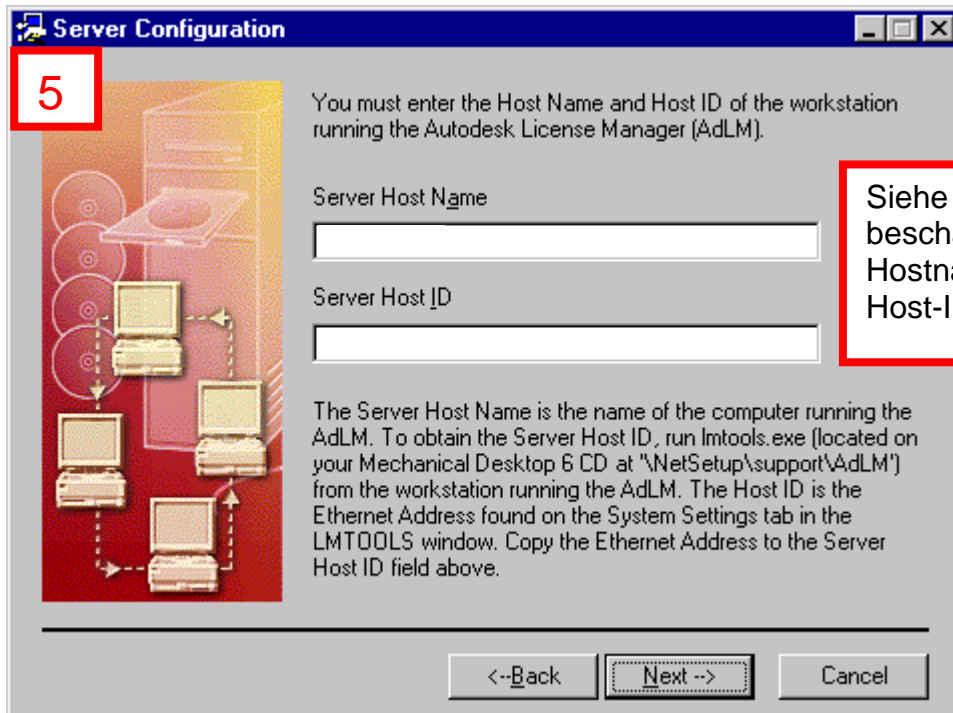 Server Configuration
5
You must enter the Host Name and Host ID of the workstation
running the Autodesk License Manager (AdLM).
Server Host Name
Siehe
Server Host ID
Host-I
The Server Host Name is the name of the computer running the
AdLM. To obtain the Server Host ID, run lmtools.exe (located on
your Mechanical Desktop 6 CD at "\NetSetup\support\AdLM")
from the workstation running the AdLM. The Host ID is the
Ethernet Address found on the System Settings tab in the
LMTOOLS window. Copy the Ethernet Address to the Server
Host ID field above.
<--Back
Next -->
Cancel